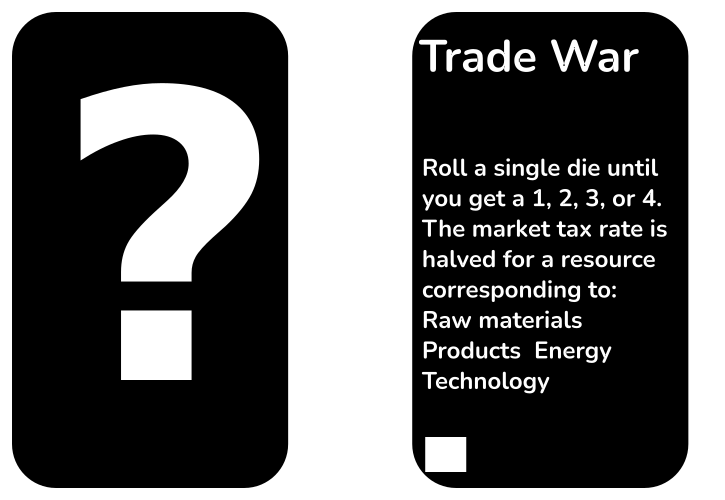 ?
Trade War
Roll a single die until
you get a 1, 2, 3, or 4.
The market tax rate is
halved for a resource
corresponding to:
Raw materials
Products  Energy
Technology